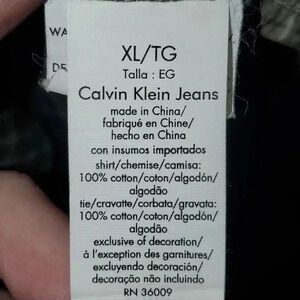 WA
DE
XL/TG
Talla : EG
Calvin Klein Jeans
made in China/
fabriqué en Chine/
hecho en China
con insumos importados
shirt/chemise/camisa:
100% cotton/coton/algodón/
algodão
tie/cravatte/corbata/gravata:
100% cotton/coton/algodón/
algodão
exclusive of decoration/
à l'exception des garnitures/
excluyendo decoración/
decoração não incluindo
RN 36009